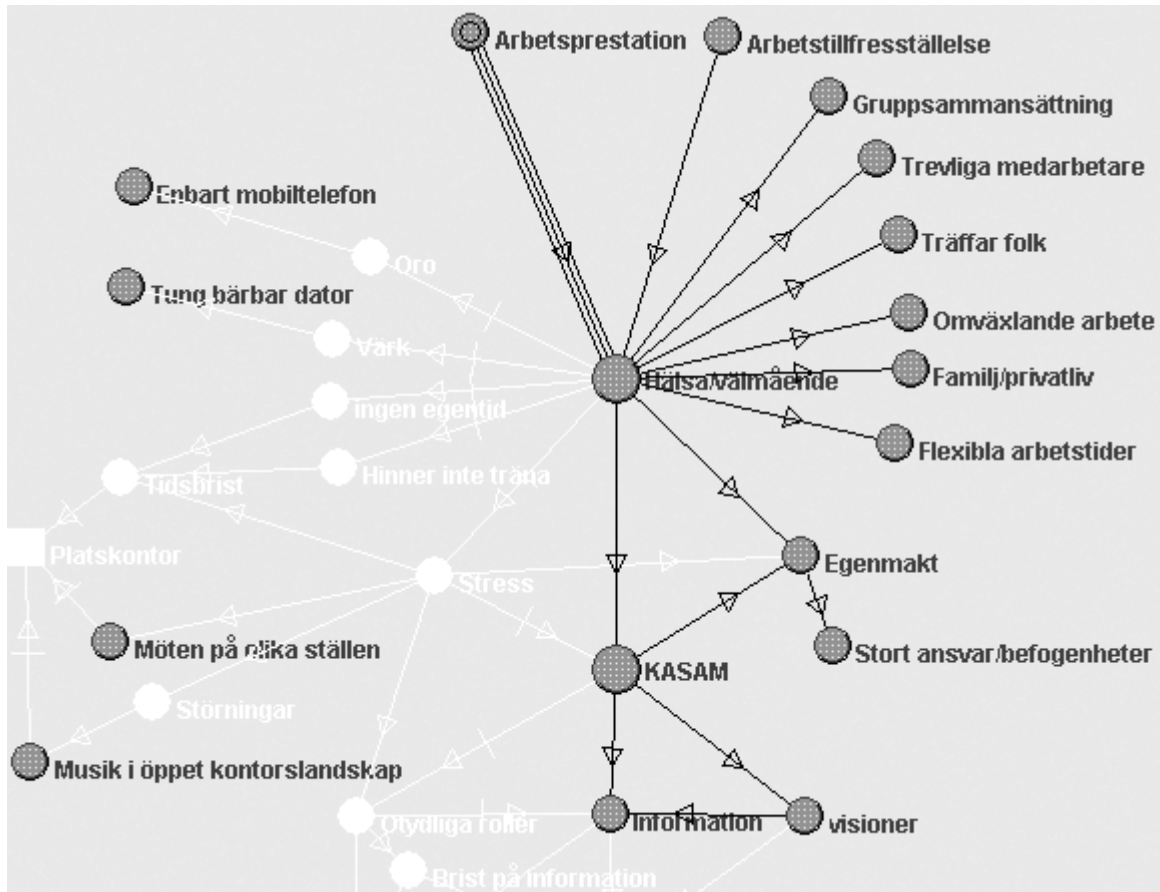 Arbetsprestation
Arbetstillfresställelse
Gruppsammansättning
Trevliga medarbetare
Enbart mobiltelefon
Träffar folk
Oro
Tung bärbar dator
Omväxlande arbete
Värk
Hälsa/välmående
Familj/privatliv
ingen egentid
Flexibla arbetstider
Hinner inte träna
Tidsbrist
Platskontor
Egenmakt
Stress
Möten på olika ställen
Stort ansvar/befogenheter
KASAM
Störningar
Musik i öppet kontorslandskap
Otydliga roller
Information
visioner
Brist på information